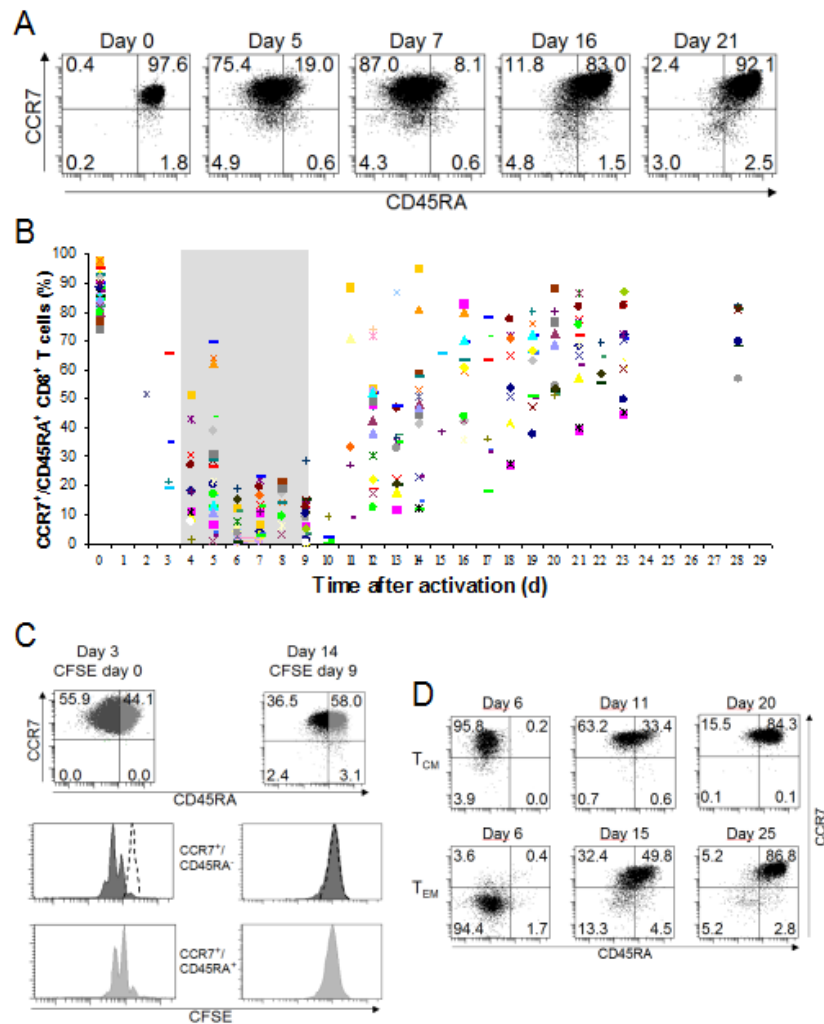 A
Day 0 Day 5 Day 7 Day 16 Day 21
0.4 97.6 75.4 19.0 87.0 8.1 11.8 83.0 2.4 92.1
CCR7
0.2 1.8 4.9 0.6 4.3 0.6 4.8 1.5 3.0 2.5
CD45RA
B
CCR7⁺/CD45RA⁺ CD8⁺ T cells (%)
100
90
80
70
60
50
40
30
20
10
0
0 1 2 3 4 5 6 7 8 9 10 11 12 13 14 15 16 17 18 19 20 21 22 23 24 25 26 27 28 29
Time after activation (d)
C
Day 3 Day 14
CFSE day 0 CFSE day 9
55.9 44.1 36.5 58.0
CCR7
0.0 0.0 2.4 3.1
CD45RA
CCR7⁺/
CD45RA⁻
CCR7⁺/
CD45RA⁺
CFSE
D
Day 6 Day 11 Day 20
95.8 0.2 63.2 33.4 15.5 84.3
TCM
3.9 0.0 0.7 0.6 0.1 0.1
CCR7
Day 6 Day 15 Day 25
3.6 0.4 32.4 49.8 5.2 86.8
TEM
94.4 1.7 13.3 4.5 5.2 2.8
CD45RA